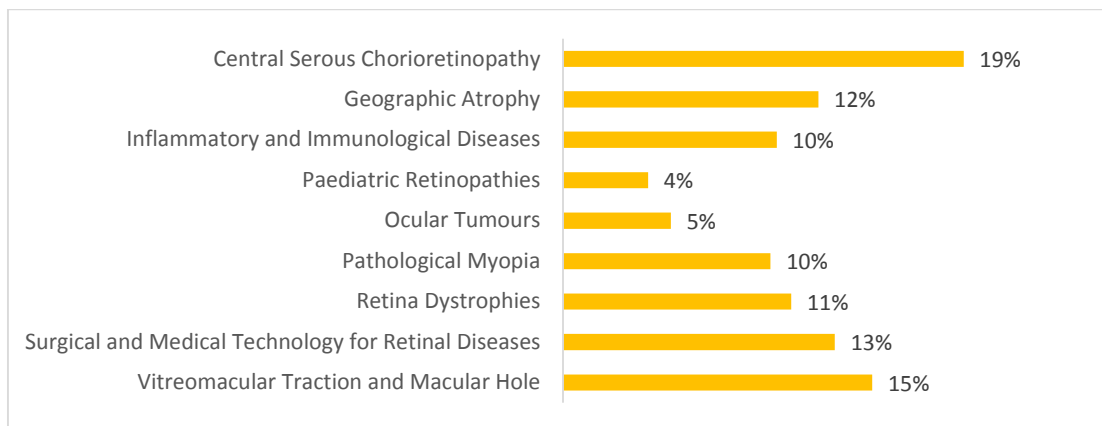 Central Serous Chorioretinopathy 19%
Geographic Atrophy 12%
Inflammatory and Immunological Diseases 10%
Paediatric Retinopathies 4%
Ocular Tumours 5%
Pathological Myopia 10%
Retina Dystrophies 11%
Surgical and Medical Technology for Retinal Diseases 13%
Vitreomacular Traction and Macular Hole 15%